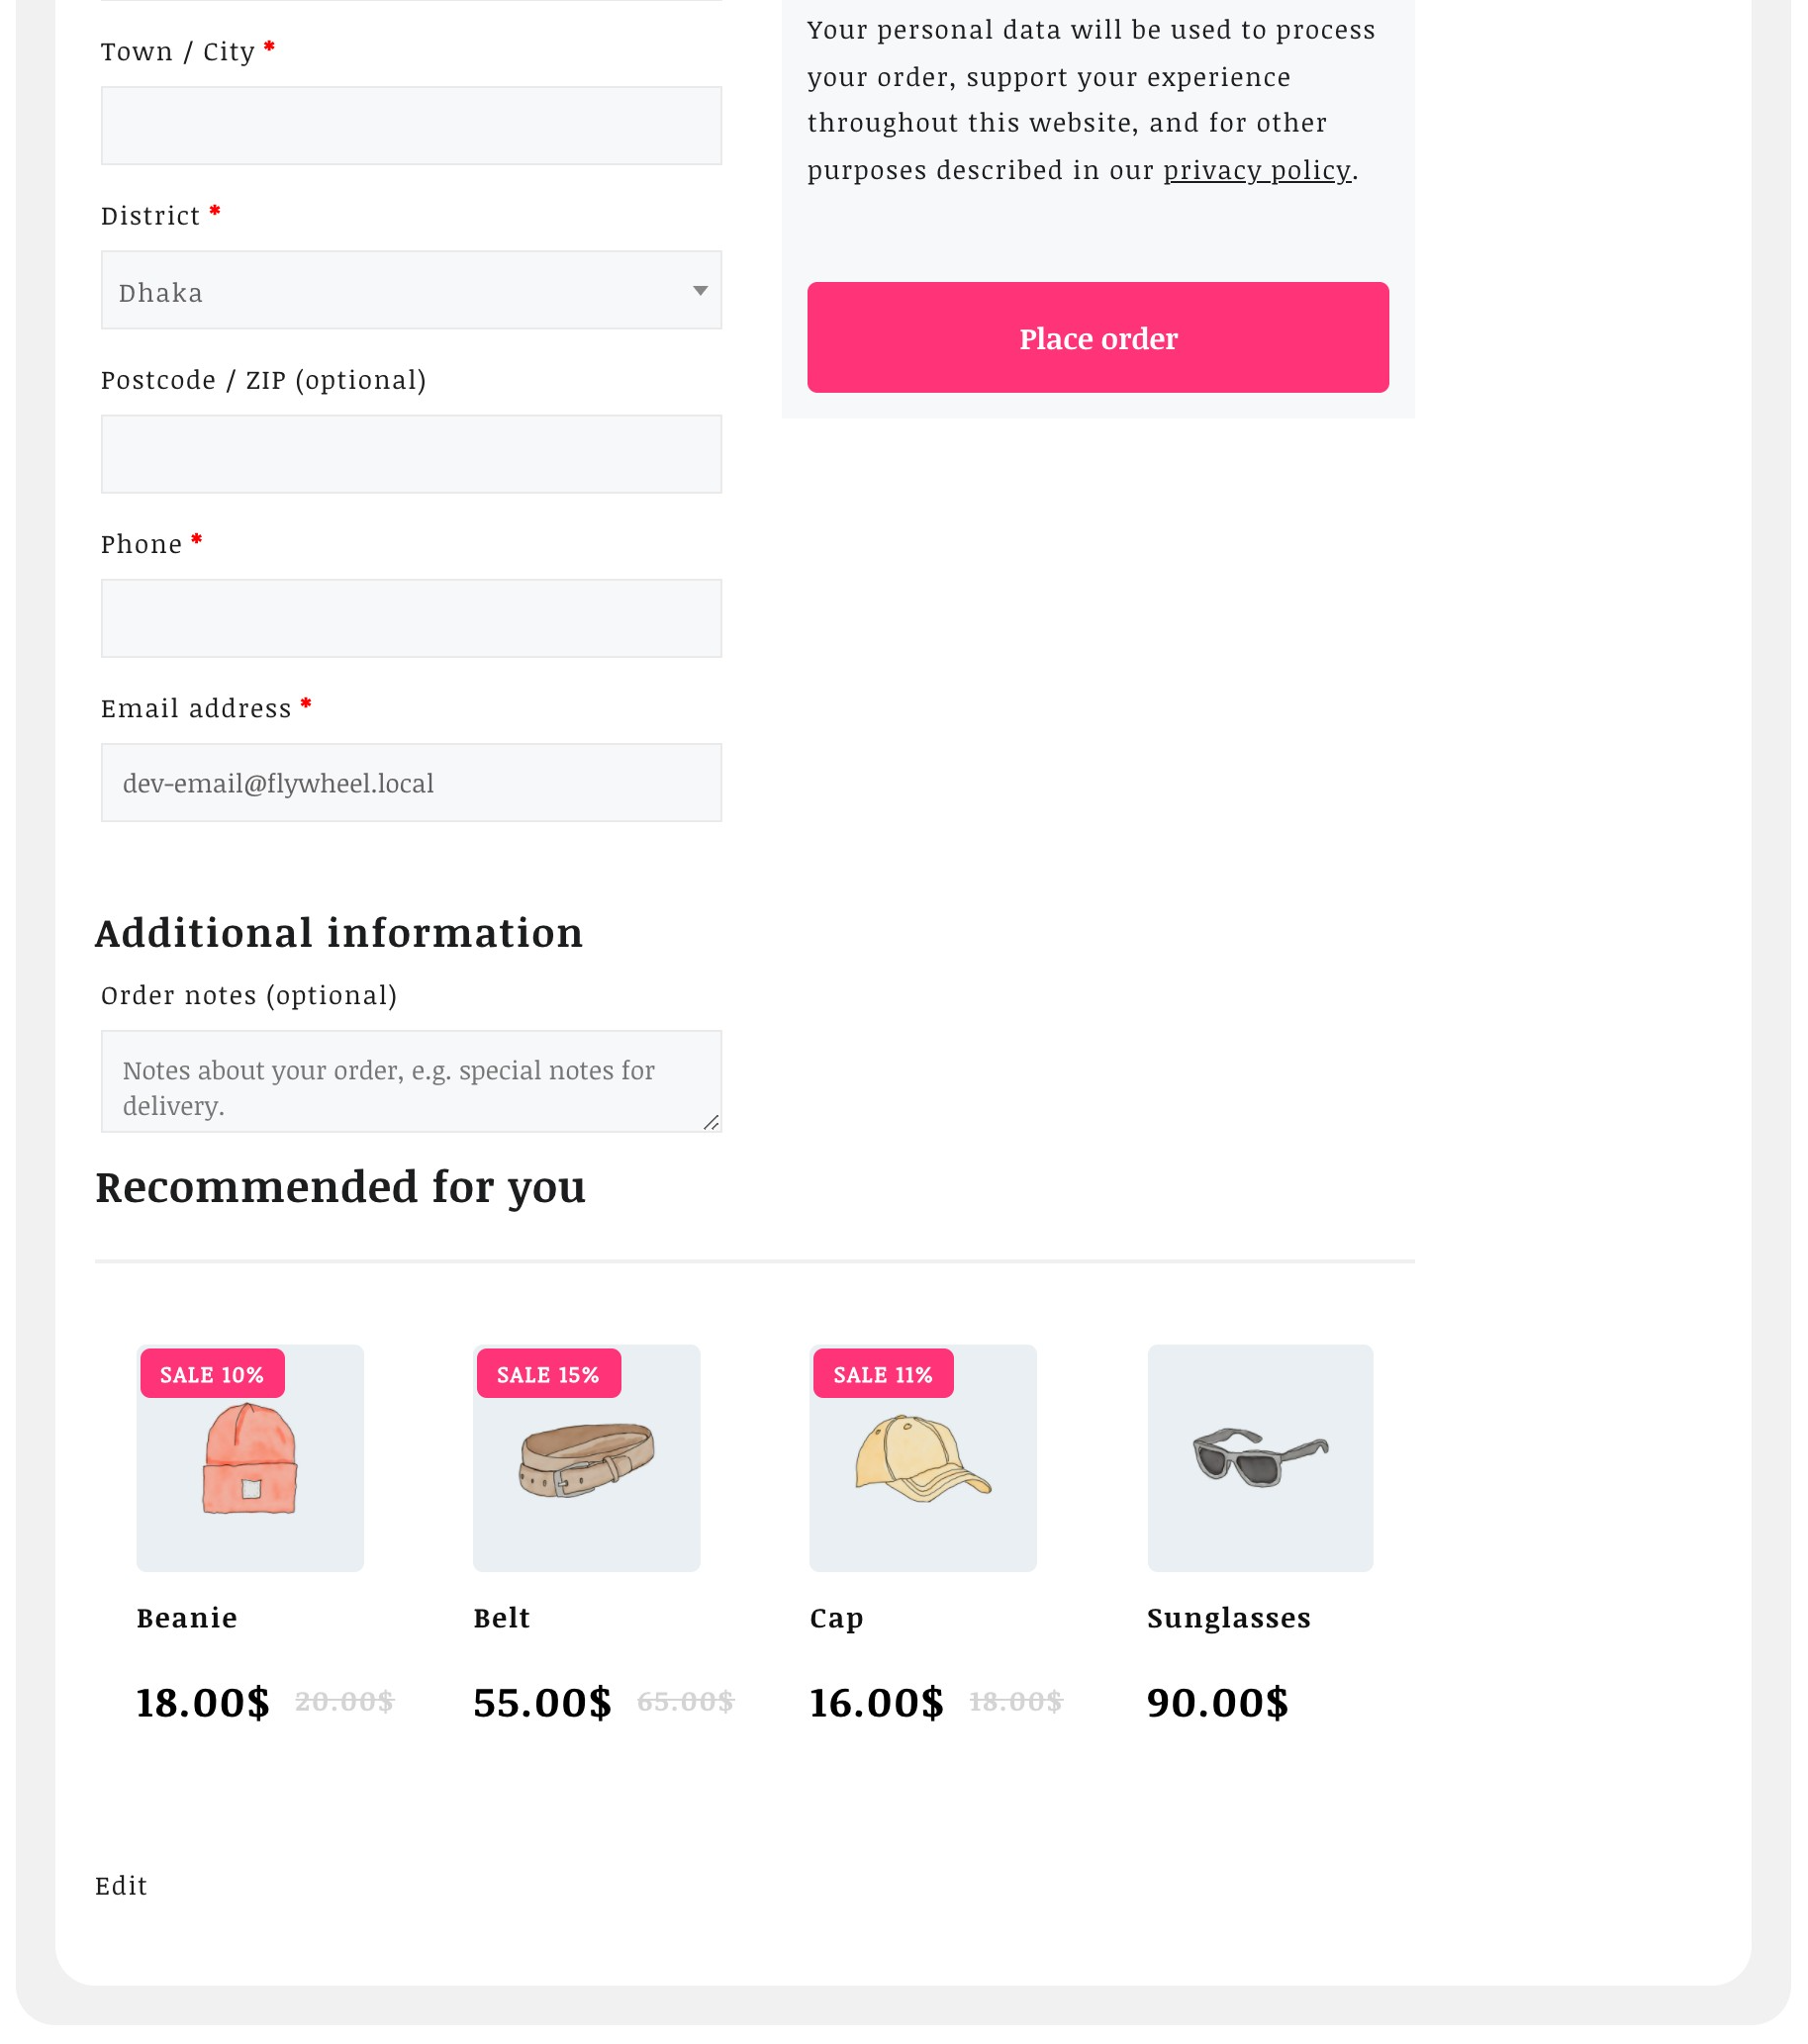 Town / City *
District *
Dhaka
Postcode / ZIP (optional)
Phone *
Email address *
dev-email@flywheel.local
Your personal data will be used to process
your order, support your experience
throughout this website, and for other
purposes described in our privacy policy.
Place order
Additional information
Order notes (optional)
Notes about your order, e.g. special notes for
delivery.
Recommended for you
SALE 10%
Beanie
18.00$ 20.00$
SALE 15%
Belt
55.00$ 65.00$
SALE 11%
Cap
16.00$ 18.00$
Sunglasses
90.00$
Edit